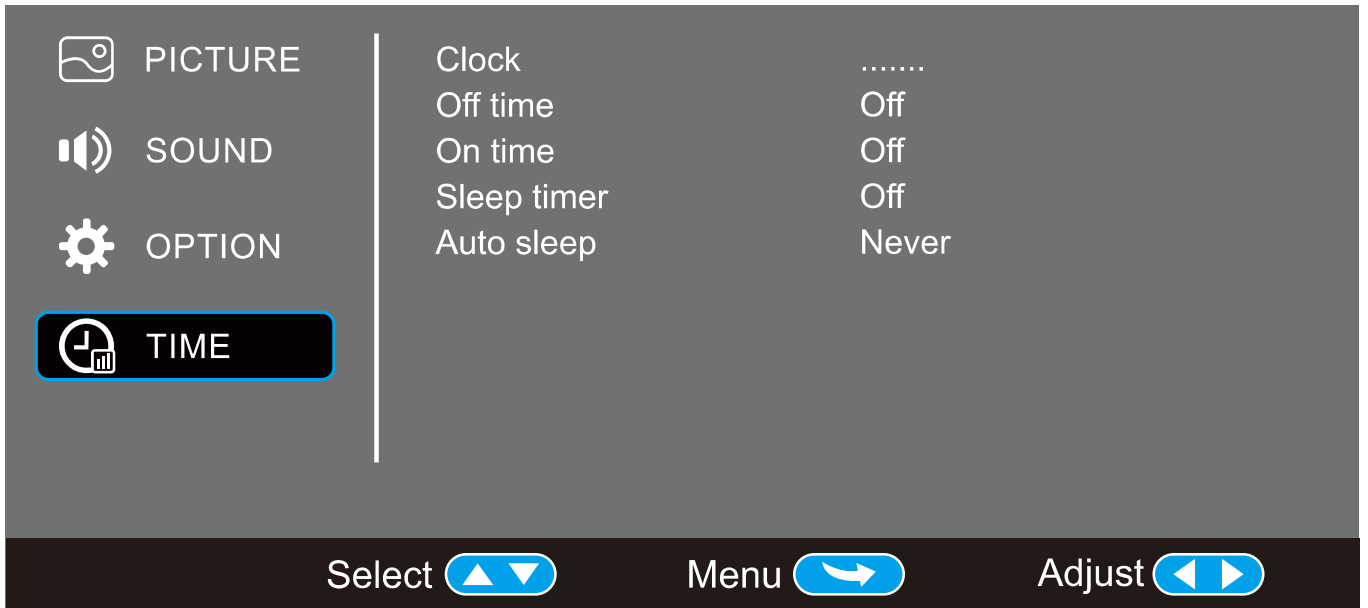 PICTURE
SOUND
OPTION
TIME
Clock .......
Off time Off
On time Off
Sleep timer Off
Auto sleep Never
Select Menu Adjust